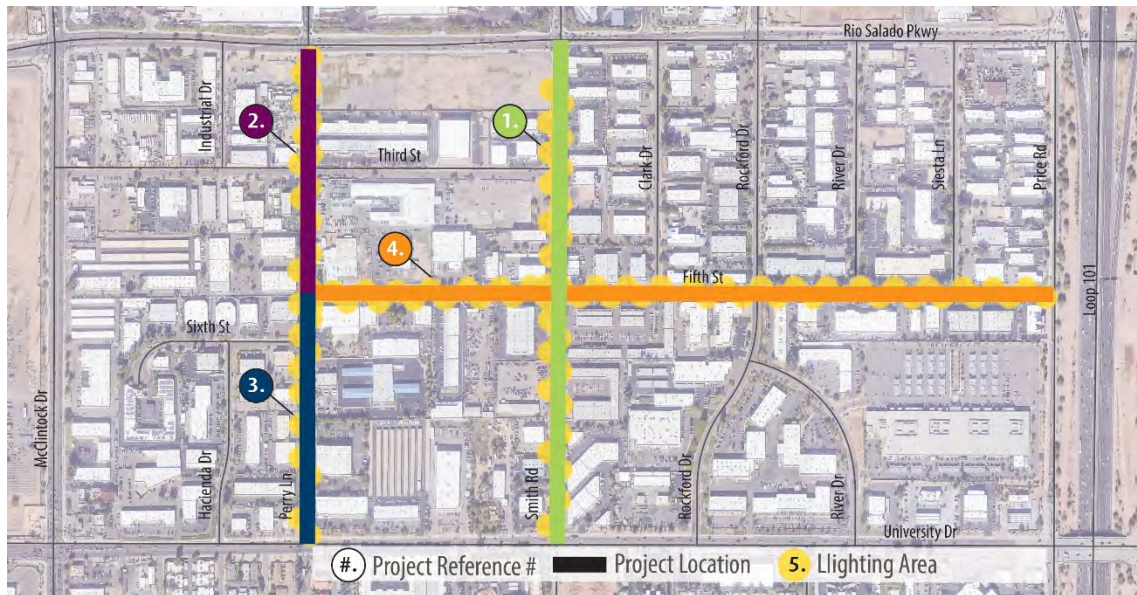 Rio Salado Pkwy
Industrial Dr
2.
1.
Third St
Clark Dr
Rockford Dr
River Dr
Siesta Ln
Price Rd
4.
Fifth St
Loop 101
Sixth St
3.
McClintock Dr
Hacienda Dr
Perry Ln
Smith Rd
Rockford Dr
River Dr
University Dr
#. Project Reference # Project Location 5. Llighting Area